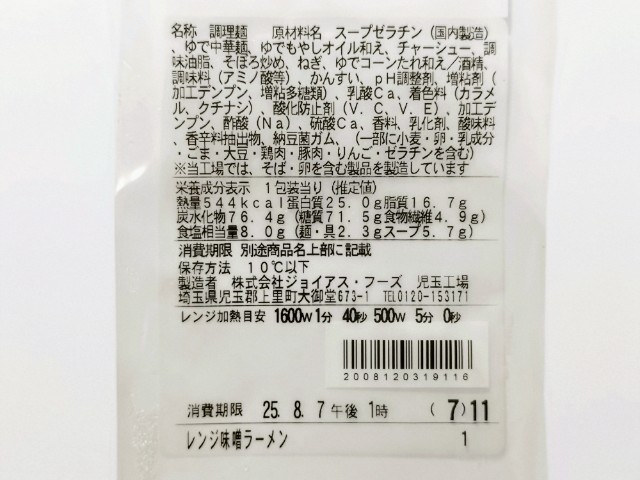 名称 調理麺 原材料名 スープゼラチン(国内製造)
、ゆで中華麺、ゆでもやしオイル和え、チャーシュー、調
味油脂、そぼろ炒め、ねぎ、ゆでコーンたれ和え/酒精、
調味料(アミノ酸等)、かんすい、pH調整剤、増粘剤(
加工デンプン、増粘多糖類)、乳酸Ca、着色料(カラメ
ル、クチナシ)、酸化防止剤(V.C、V.E)、加工デ
ンプン、酢酸(Na)、硫酸Ca、香料、乳化剤、酸味料
、香辛料抽出物、納豆菌ガム、(一部に小麦・卵・乳成分
・ごま・大豆・鶏肉・豚肉・りんご・ゼラチンを含む)
※当工場では、そば・卵を含む製品を製造しています
栄養成分表示 1包装当り(推定値)
熱量544kcal蛋白質25.0g脂質16.7g
炭水化物76.4g(糖質71.5g食物繊維4.9g)
食塩相当量8.0g(麺・具2.3gスープ5.7g)
消費期限 別途商品名上部に記載
保存方法 10℃以下
製造者 株式会社ジョイアス・フーズ 児玉工場
埼玉県児玉郡上里町大御堂673-1 TEL0120-153171
レンジ加熱目安 1600W1分 40秒 500W 5分 0秒
2008120319116
消費期限 25. 8. 7午後1時 (7)11
レンジ味噌ラーメン 1